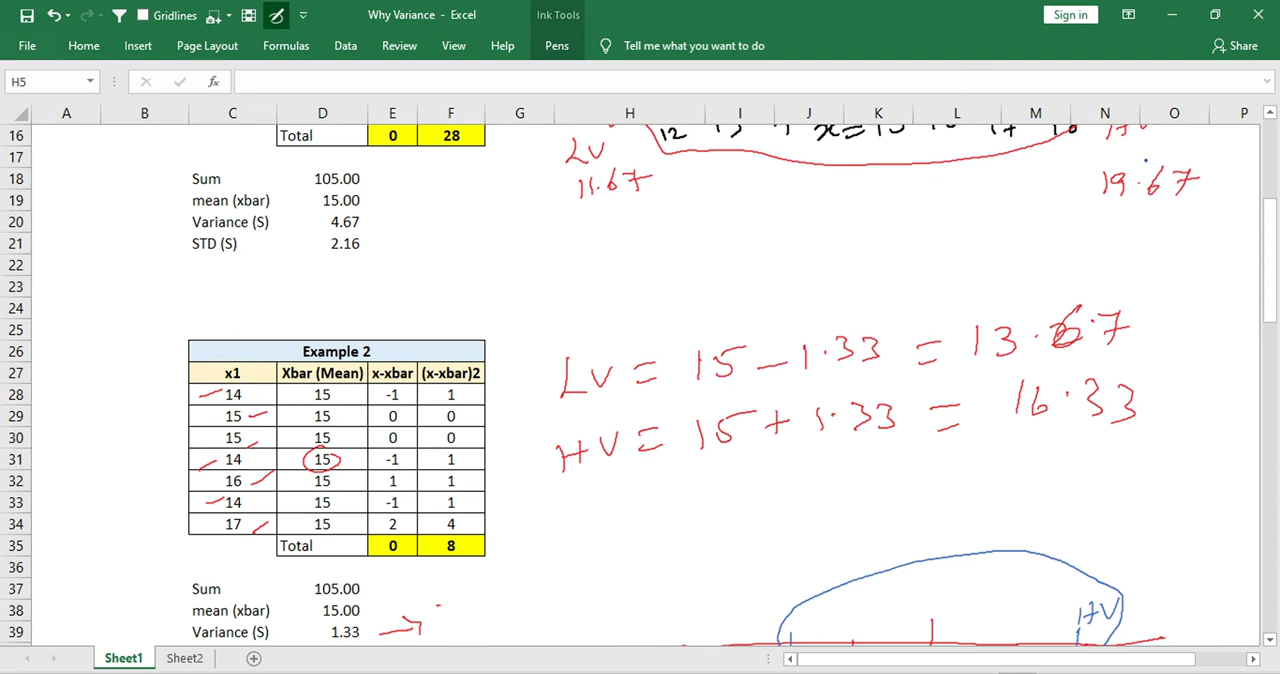 Gridlines
Why Variance - Excel
Ink Tools
Sign in
File Home Insert Page Layout Formulas Data Review View Help Pens Tell me what you want to do Share
H5
fx
A B C D E F G H I J K L M N O P
16 Total 0 28
12 13 x = 15 17
17 LV
18 Sum 105.00 11.67 19.67
19 mean (xbar) 15.00
20 Variance (S) 4.67
21 STD (S) 2.16
22
23
24
25
26 Example 2
27 x1 Xbar (Mean) x-xbar (x-xbar)2
LV = 15 - 1.33 = 13.67
28 14 15 -1 1
29 15 15 0 0
HV = 15 + 1.33 = 16.33
30 15 15 0 0
31 14 15 -1 1
32 16 15 1 1
33 14 15 -1 1
34 17 15 2 4
35 Total 0 8
36
37 Sum 105.00
38 mean (xbar) 15.00 HV
39 Variance (S) 1.33
Sheet1 Sheet2